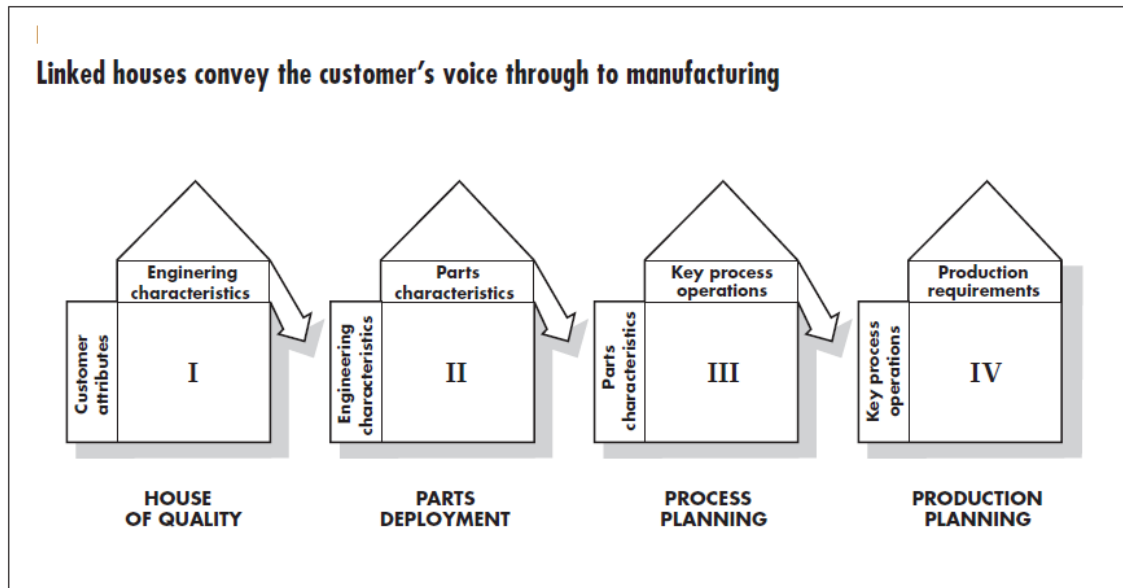 Linked houses convey the customer's voice through to manufacturing
Enginering
characteristics
Customer
attributes
I
HOUSE
OF QUALITY
Parts
characteristics
Engineering
characteristics
II
PARTS
DEPLOYMENT
Key process
operations
Parts
characteristics
III
PROCESS
PLANNING
Production
requirements
Key process
operations
IV
PRODUCTION
PLANNING